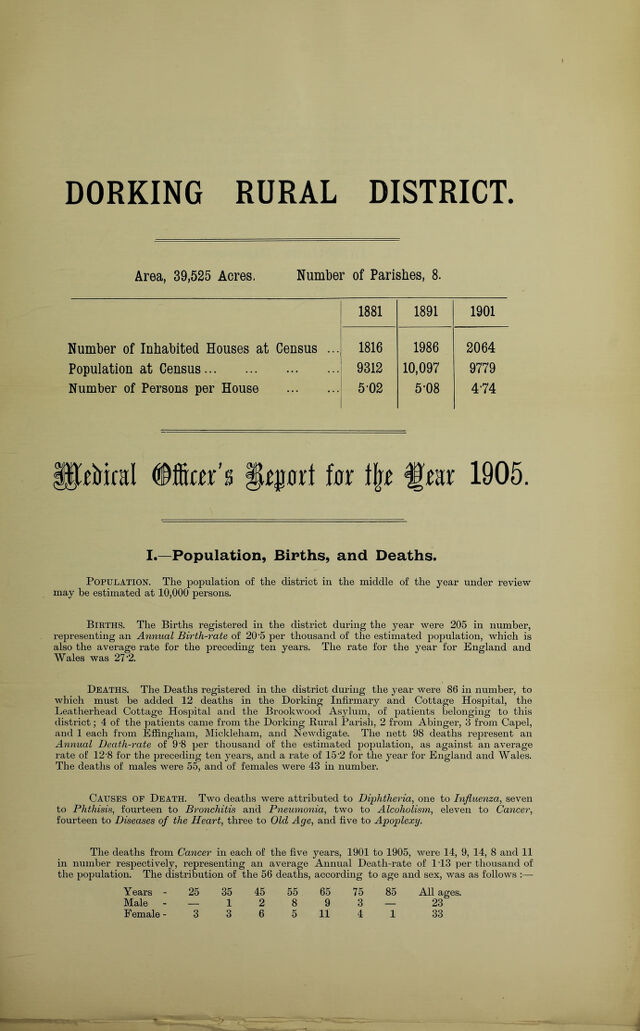 DORKING RURAL DISTRICT.
Area, 39,525 Acres. Number of Parishes, 8.
1881 1891 1901
Number of Inhabited Houses at Census ... 1816 1986 2064
Population at Census ... ... ... ... 9312 10,097 9779
Number of Persons per House ... ... 5·02 5·08 4·74
Medical Officer's Report for the Year 1905.
I.—Population, Births, and Deaths.
POPULATION. The population of the district in the middle of the year under review
may be estimated at 10,000 persons.
BIRTHS. The Births registered in the district during the year were 205 in number,
representing an Annual Birth-rate of 20·5 per thousand of the estimated population, which is
also the average rate for the preceding ten years. The rate for the year for England and
Wales was 27·2.
DEATHS. The Deaths registered in the district during the year were 86 in number, to
which must be added 12 deaths in the Dorking Infirmary and Cottage Hospital, the
Leatherhead Cottage Hospital and the Brookwood Asylum, of patients belonging to this
district; 4 of the patients came from the Dorking Rural Parish, 2 from Abinger, 3 from Capel,
and 1 each from Effingham, Mickleham, and Newdigate. The nett 98 deaths represent an
Annual Death-rate of 9·8 per thousand of the estimated population, as against an average
rate of 12·8 for the preceding ten years, and a rate of 15·2 for the year for England and Wales.
The deaths of males were 55, and of females were 43 in number.
CAUSES OF DEATH. Two deaths were attributed to Diphtheria, one to Influenza, seven
to Phthisis, fourteen to Bronchitis and Pneumonia, two to Alcoholism, eleven to Cancer,
fourteen to Diseases of the Heart, three to Old Age, and five to Apoplexy.
The deaths from Cancer in each of the five years, 1901 to 1905, were 14, 9, 14, 8 and 11
in number respectively, representing an average Annual Death-rate of 1·13 per thousand of
the population. The distribution of the 56 deaths, according to age and sex, was as follows :—
Years - 25 35 45 55 65 75 85 All ages.
Male - — 1 2 8 9 3 — 23
Female - 3 3 6 5 11 4 1 33